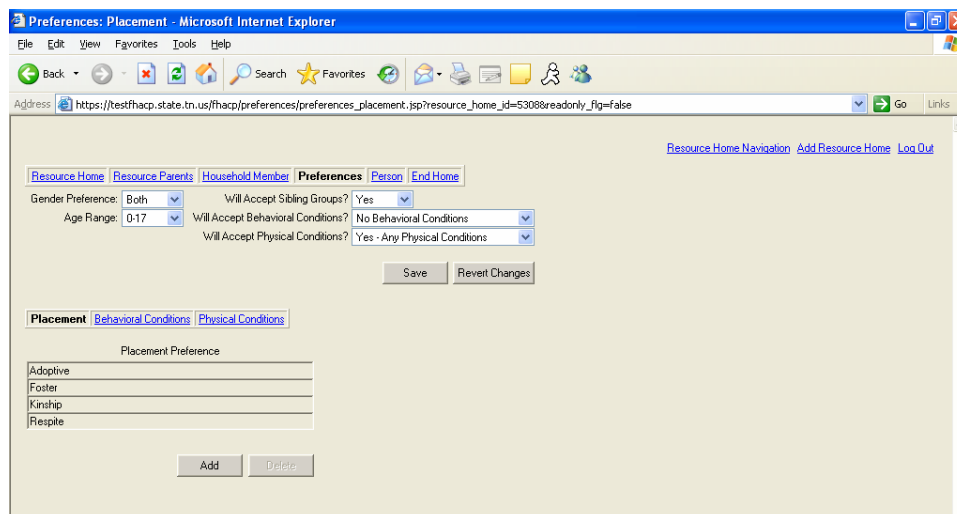 Preferences: Placement - Microsoft Internet Explorer
File Edit View Favorites Tools Help
Back Search Favorites
Address https://testfhacp.state.tn.us/fhacp/preferences/preferences_placement.jsp?resource_home_id=5308&readonly_flg=false Go Links
Resource Home Navigation Add Resource Home Log Out
Resource Home Resource Parents Household Member Preferences Person End Home
Gender Preference: Both Will Accept Sibling Groups? Yes
Age Range: 0-17 Will Accept Behavioral Conditions? No Behavioral Conditions
Will Accept Physical Conditions? Yes - Any Physical Conditions
Save Revert Changes
Placement Behavioral Conditions Physical Conditions
Placement Preference
Adoptive
Foster
Kinship
Respite
Add Delete